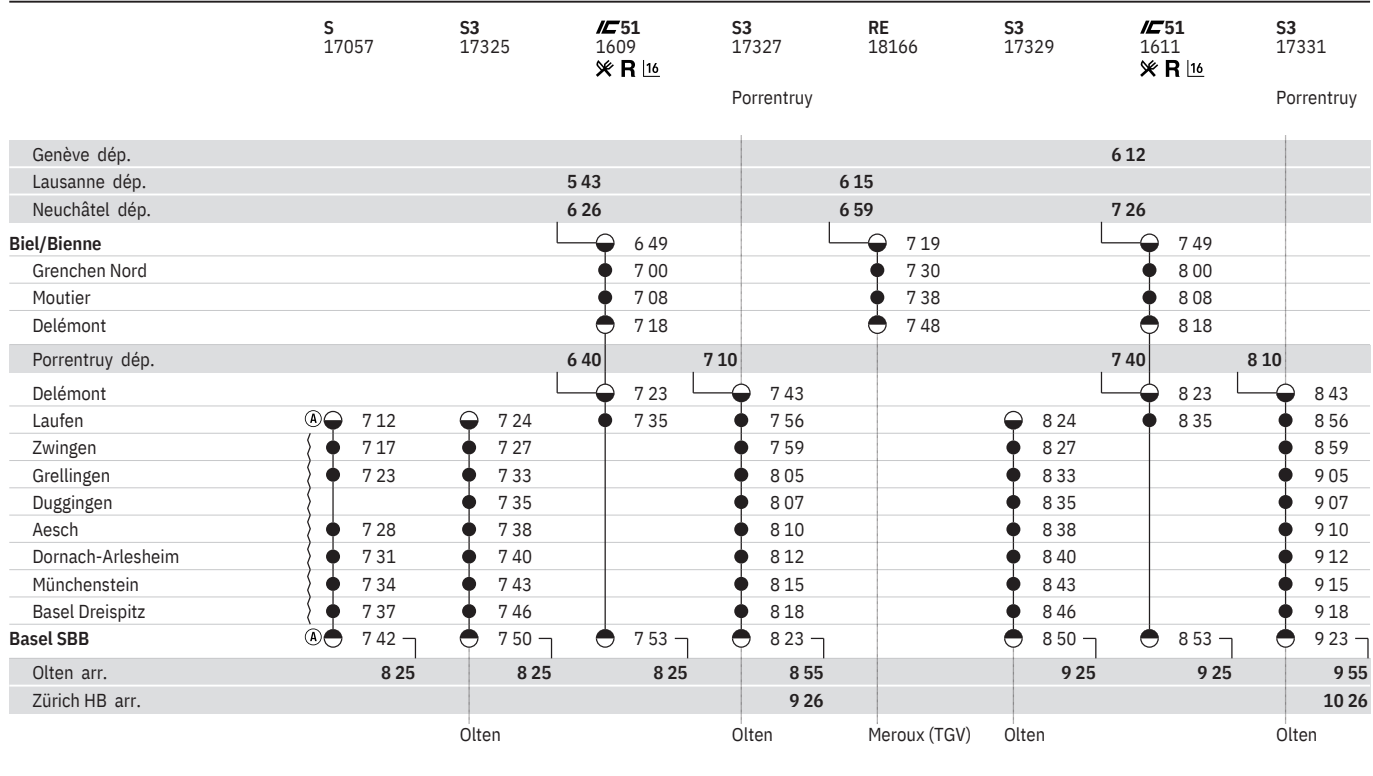 S S3 IC51 S3 RE S3 IC51 S3
17057 17325 1609 17327 18166 17329 1611 17331
R 16 R 16
Porrentruy Porrentruy
Genève dép. 6 12
Lausanne dép. 5 43 6 15
Neuchâtel dép. 6 26 6 59 7 26
Biel/Bienne 6 49 7 19 7 49
Grenchen Nord 7 00 7 30 8 00
Moutier 7 08 7 38 8 08
Delémont 7 18 7 48 8 18
Porrentruy dép. 6 40 7 10 7 40 8 10
Delémont 7 23 7 43 8 23 8 43
Laufen A 7 12 7 24 7 35 7 56 8 24 8 35 8 56
Zwingen 7 17 7 27 7 59 8 27 8 59
Grellingen 7 23 7 33 8 05 8 33 9 05
Duggingen 7 35 8 07 8 35 9 07
Aesch 7 28 7 38 8 10 8 38 9 10
Dornach-Arlesheim 7 31 7 40 8 12 8 40 9 12
Münchenstein 7 34 7 43 8 15 8 43 9 15
Basel Dreispitz 7 37 7 46 8 18 8 46 9 18
Basel SBB A 7 42 7 50 7 53 8 23 8 50 8 53 9 23
Olten arr. 8 25 8 25 8 25 8 55 9 25 9 25 9 55
Zürich HB arr. 9 26 10 26
Olten Olten Meroux (TGV) Olten Olten